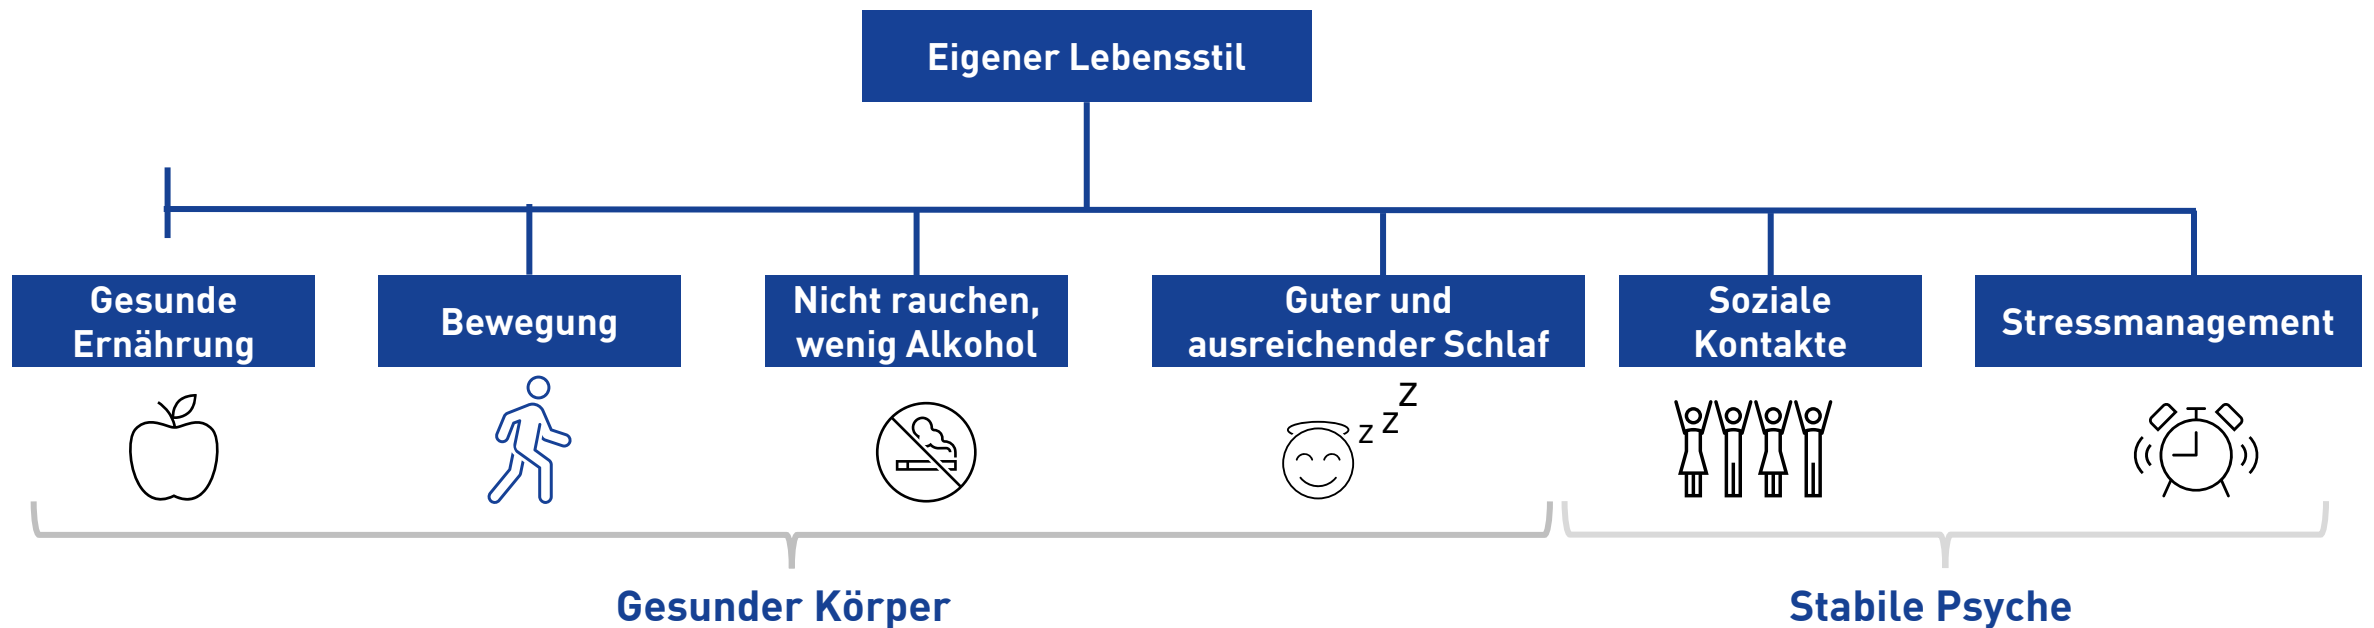 Eigener Lebensstil
Gesunde
Ernährung
Bewegung
Nicht rauchen,
wenig Alkohol
Guter und
ausreichender Schlaf
Soziale
Kontakte
Stressmanagement
z z z
Gesunder Körper
Stabile Psyche